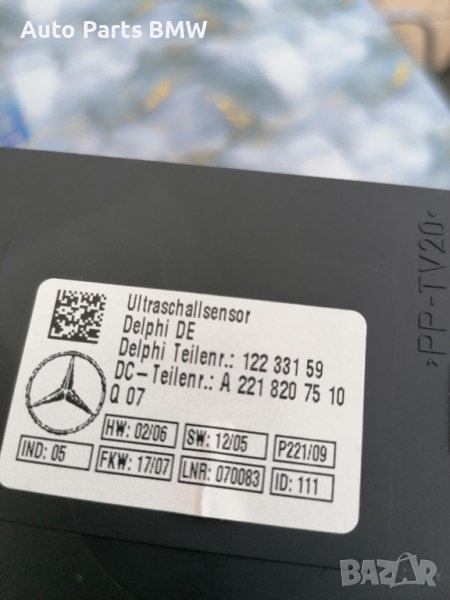 Auto Parts BMW
>PP-TV20<
Ultraschallsensor
Delphi DE
Delphi Teilenr.: 122 331 59
DC-Teilenr.: A 221 820 75 10
Q 07
HW: 02/06 SW: 12/05 P221/09
IND: 05 FKW: 17/07 LNR: 070083 ID: 111
BAZAR